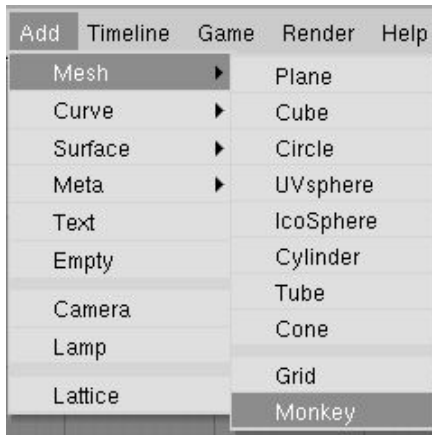 Add Timeline Game Render Help
Mesh
Curve
Surface
Meta
Text
Empty
Camera
Lamp
Lattice
Plane
Cube
Circle
UVsphere
IcoSphere
Cylinder
Tube
Cone
Grid
Monkey